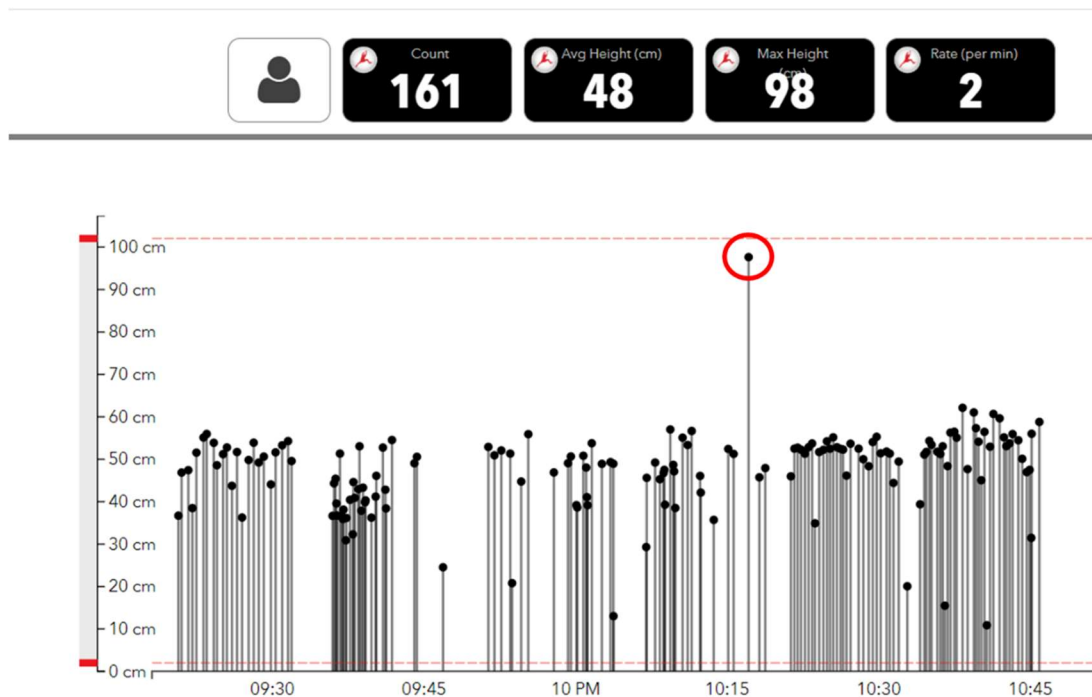 Count
161
Avg Height (cm)
48
Max Height
(cm)
98
Rate (per min)
2
100 cm
90 cm
80 cm
70 cm
60 cm
50 cm
40 cm
30 cm
20 cm
10 cm
0 cm
09:30 09:45 10 PM 10:15 10:30 10:45